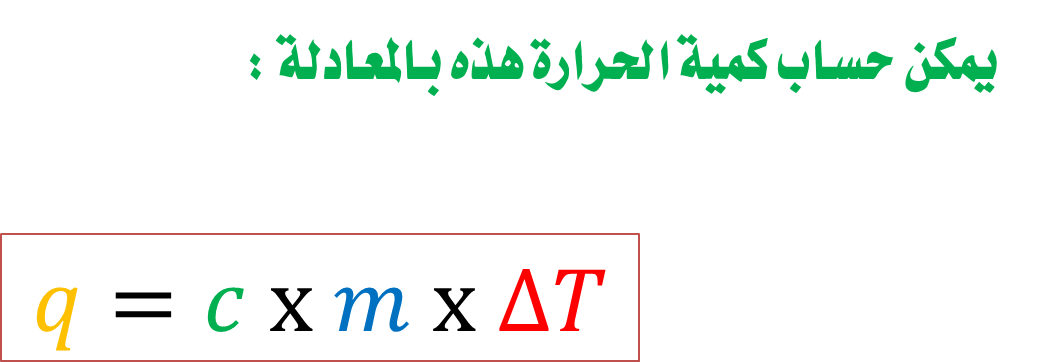 يمكن حساب كمية الحرارة هذه بالمعادلة :
q = c x m x ΔT